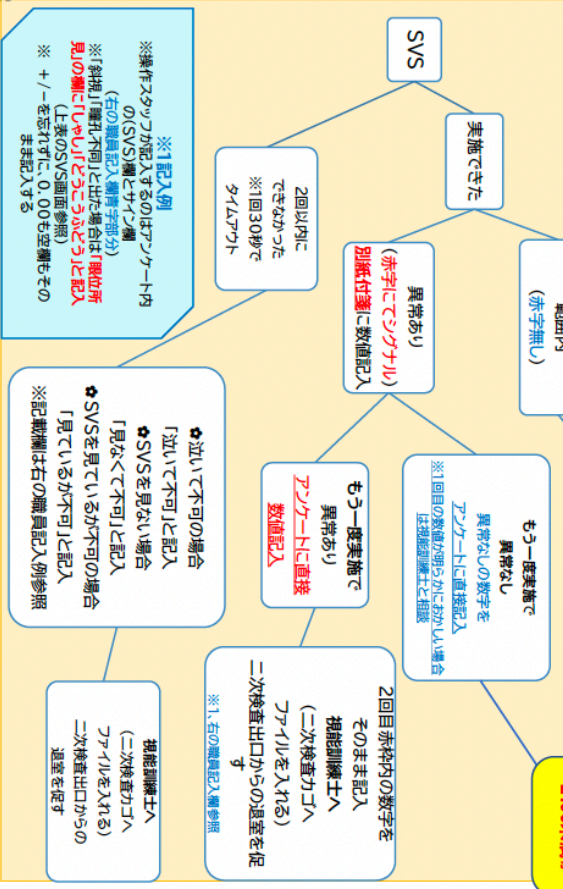 SVS
実施できた
範囲内
(赤字無し)
異常あり
(赤字にてシグナル)
別紙付箋に数値記入
2回以内に
できなかった
※1回30秒で
タイムアウト
※1記入例
※操作スタッフが記入するのはアンケート内
の(SVS)欄とサイン欄
(右の職員記入欄青字部分)
※「斜視」「瞳孔不同」と出た場合は「眼位所
見」の欄に「しゃし」「どうこうふどう」と記入
(上表のSVS画面参照)
※ +/−を忘れずに、0,00も空欄もその
まま記入する
もう一度実施で
異常なし
異常なしの数字を
アンケートに直接記入
※1回目の数値が明らかにおかしい場合
は視能訓練士と相談
もう一度実施で
異常あり
アンケートに直接
数値記入
✿泣いて不可の場合
「泣いて不可」と記入
✿SVSを見ない場合
「見なくて不可」と記入
✿SVSを見ているが不可の場合
「見ているが不可」と記入
※記載欄は右の職員記入例参照
2回目赤枠内の数字を
そのまま記入
視能訓練士へ
(二次検査カゴへ
ファイルを入れる)
二次検査出口からの退室を促
す
※1、右の職員記入欄参照
視能訓練士へ
(二次検査カゴへ
ファイルを入れる)
二次検査出口からの
退室を促す